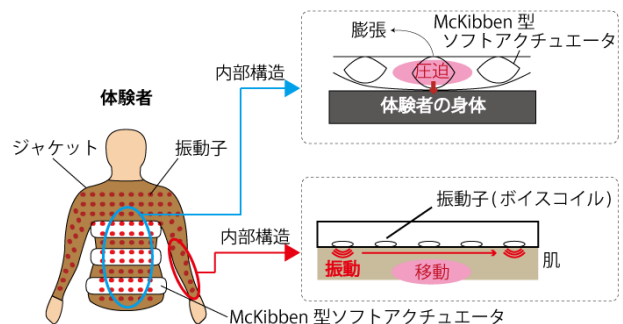 McKibben 型
ソフトアクチュエータ
膨張
圧迫
体験者の身体
内部構造
体験者
ジャケット
振動子
振動子(ボイスコイル)
内部構造
振動
移動
肌
McKibben 型ソフトアクチュエータ